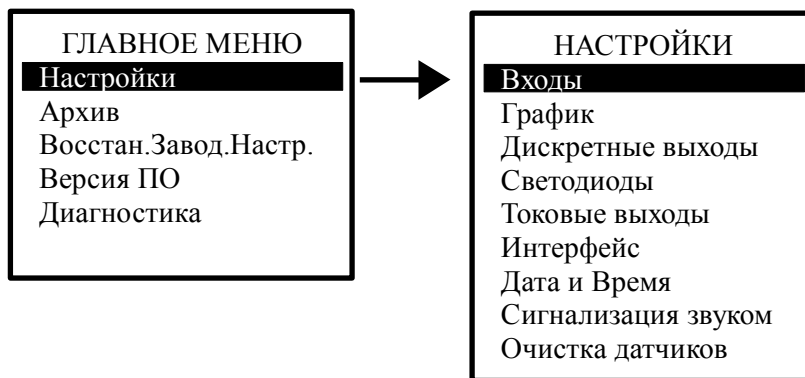 ГЛАВНОЕ МЕНЮ
Настройки
Архив
Восстан.Завод.Настр.
Версия ПО
Диагностика
НАСТРОЙКИ
Входы
График
Дискретные выходы
Светодиоды
Токовые выходы
Интерфейс
Дата и Время
Сигнализация звуком
Очистка датчиков